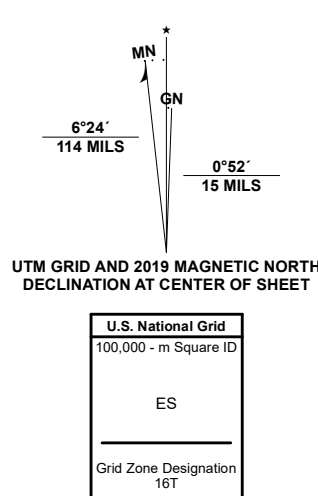 ★
MN
GN
6°24´
114 MILS
0°52´
15 MILS
UTM GRID AND 2019 MAGNETIC NORTH
DECLINATION AT CENTER OF SHEET
U.S. National Grid
100,000 - m Square ID
ES
Grid Zone Designation
16T